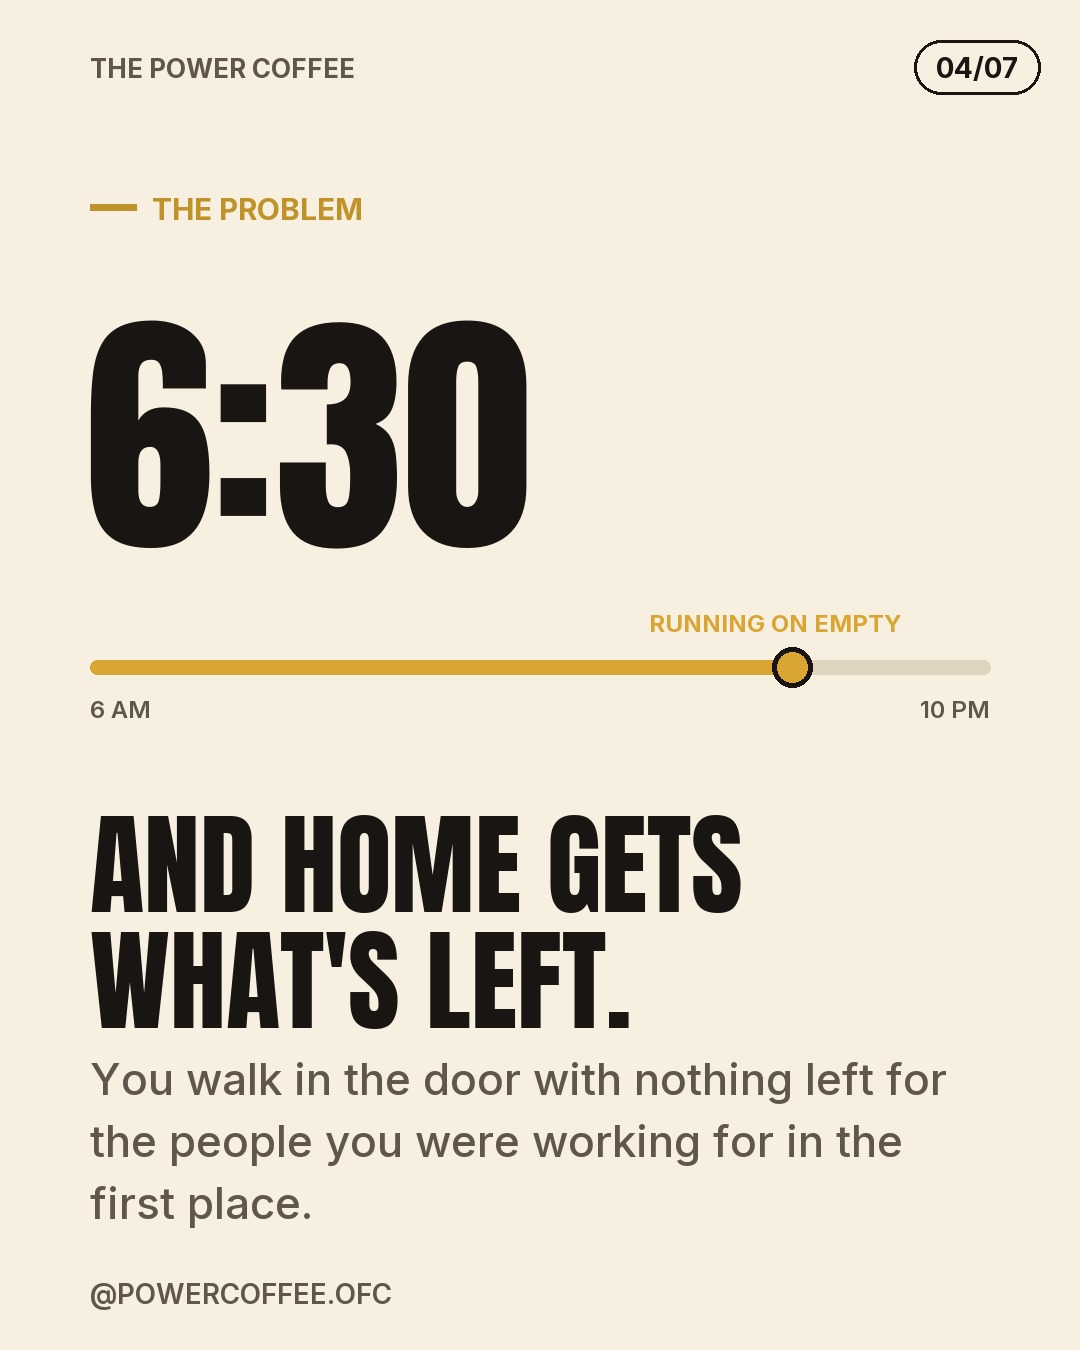 THE POWER COFFEE
04/07
THE PROBLEM
6:30
RUNNING ON EMPTY
6 AM
10 PM
AND HOME GETS
WHAT'S LEFT.
You walk in the door with nothing left for
the people you were working for in the
first place.
@POWERCOFFEE.OFC